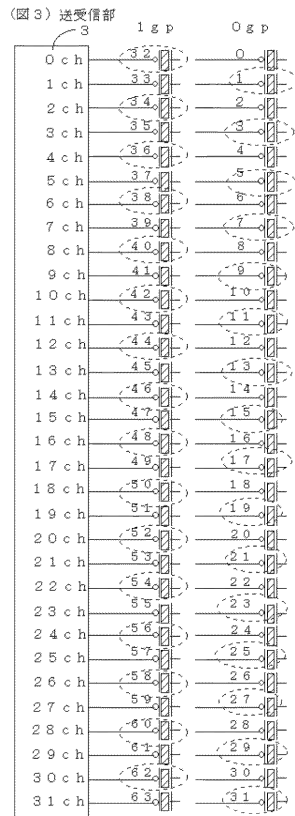 (図3) 送受信部
3 1gp 0gp
0ch 32 0
1ch 33 1
2ch 34 2
3ch 35 3
4ch 36 4
5ch 37 5
6ch 38 6
7ch 39 7
8ch 40 8
9ch 41 9
10ch 42 10
11ch 43 11
12ch 44 12
13ch 45 13
14ch 46 14
15ch 47 15
16ch 48 16
17ch 49 17
18ch 50 18
19ch 51 19
20ch 52 20
21ch 53 21
22ch 54 22
23ch 55 23
24ch 56 24
25ch 57 25
26ch 58 26
27ch 59 27
28ch 60 28
29ch 61 29
30ch 62 30
31ch 63 31